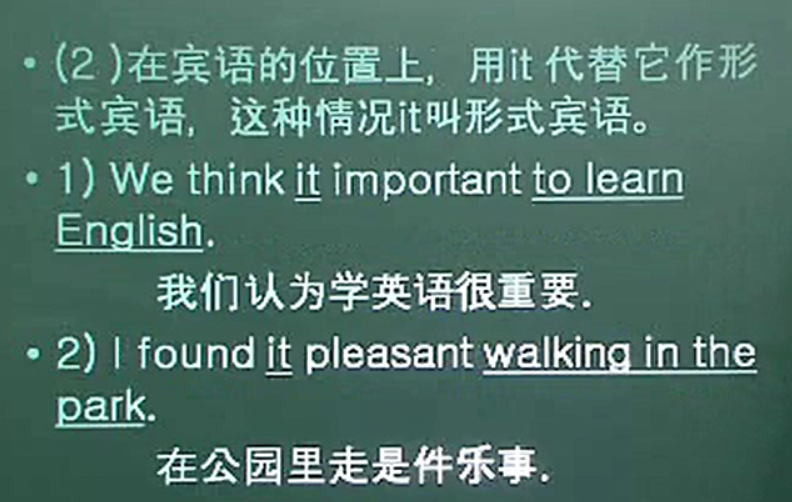 • (2 )在宾语的位置上, 用it 代替它作形
式宾语, 这种情况it叫形式宾语。
• 1) We think it important to learn
English.
我们认为学英语很重要.
• 2) I found it pleasant walking in the
park.
在公园里走是件乐事.